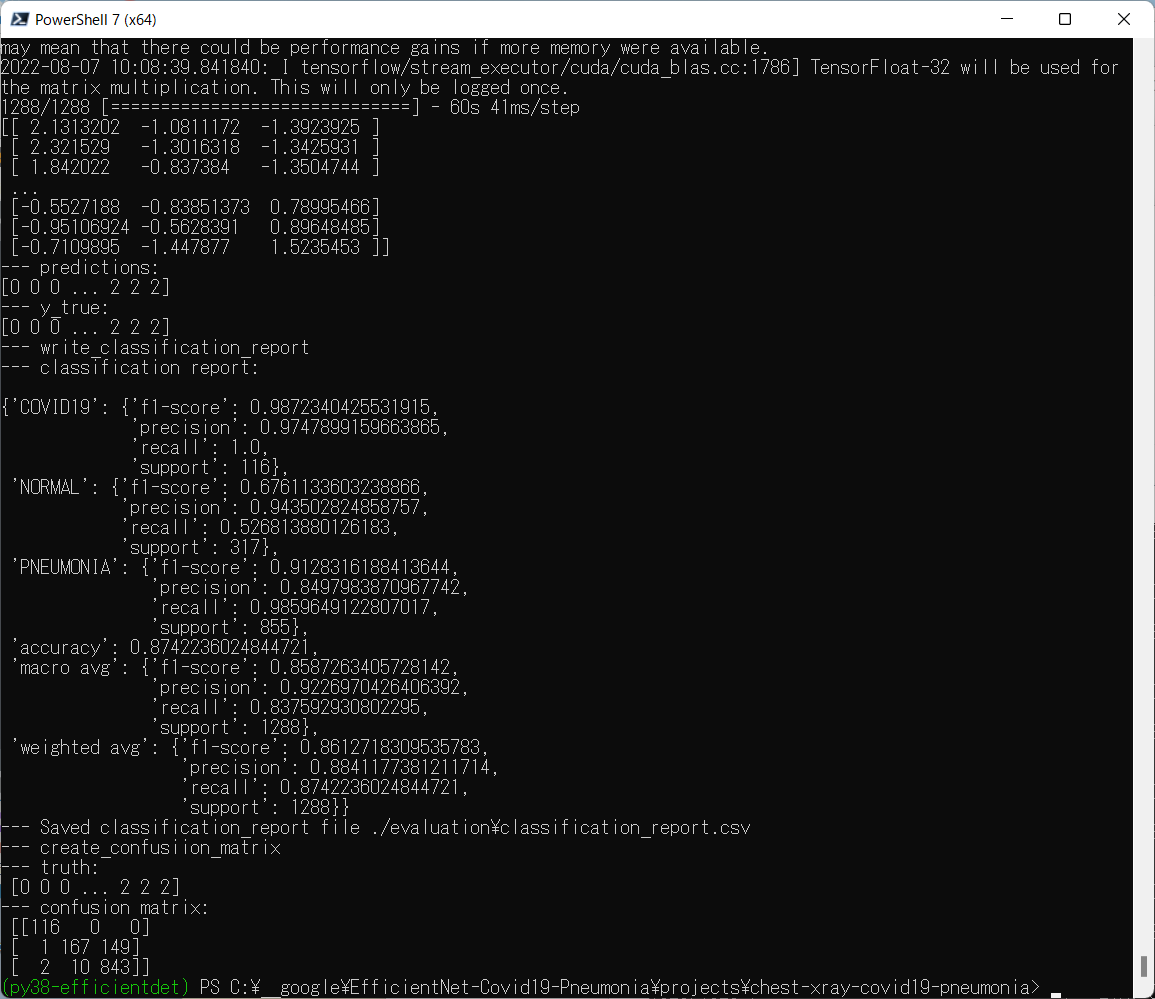 PowerShell 7 (x64)
may mean that there could be performance gains if more memory were available.
2022-08-07 10:08:39.841840: I tensorflow/stream_executor/cuda/cuda_blas.cc:1786] TensorFloat-32 will be used for
the matrix multiplication. This will only be logged once.
1288/1288 [==============================] - 60s 41ms/step
[[ 2.1313202  -1.0811172  -1.3923925 ]
 [ 2.321529   -1.3016318  -1.3425931 ]
 [ 1.842022   -0.837384   -1.3504744 ]
 ...
 [-0.5527188  -0.83851373  0.78995466]
 [-0.95106924 -0.5628391   0.89648485]
 [-0.7109895  -1.447877    1.5235453 ]]
--- predictions:
[0 0 0 ... 2 2 2]
--- y_true:
[0 0 0 ... 2 2 2]
--- write_classification_report
--- classification report:
{'COVID19': {'f1-score': 0.9872340425531915,
             'precision': 0.9747899159663865,
             'recall': 1.0,
             'support': 116},
 'NORMAL': {'f1-score': 0.6761133603238866,
            'precision': 0.943502824858757,
            'recall': 0.526813880126183,
            'support': 317},
 'PNEUMONIA': {'f1-score': 0.9128316188413644,
               'precision': 0.8497983870967742,
               'recall': 0.9859649122807017,
               'support': 855},
 'accuracy': 0.8742236024844721,
 'macro avg': {'f1-score': 0.8587263405728142,
               'precision': 0.9226970426406392,
               'recall': 0.837592930802295,
               'support': 1288},
 'weighted avg': {'f1-score': 0.8612718309535783,
                  'precision': 0.8841177381211714,
                  'recall': 0.8742236024844721,
                  'support': 1288}}
--- Saved classification_report file ./evaluation¥classification_report.csv
--- create_confusiion_matrix
--- truth:
 [0 0 0 ... 2 2 2]
--- confusion matrix:
 [[116   0   0]
 [  1 167 149]
 [  2  10 843]]
(py38-efficientdet) PS C:¥__google¥EfficientNet-Covid19-Pneumonia¥projects¥chest-xray-covid19-pneumonia>